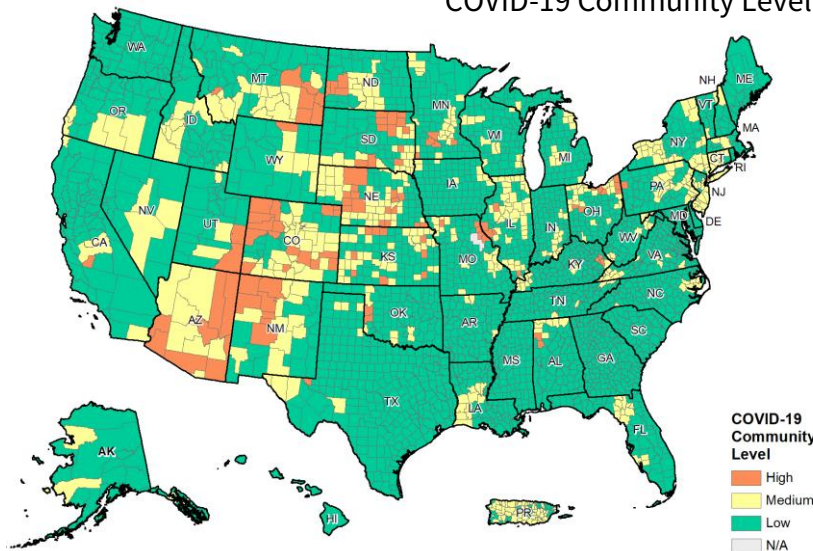 COVID-19 Community Level
WA
MT
ND
MN
OR
ID
SD
WI
WY
MI
NH
ME
VT
NY
MA
CT
RI
NV
UT
NE
IA
PA
NJ
CA
CO
IL
IN
OH
MD
DE
WV
KS
MO
KY
VA
AZ
NM
OK
AR
TN
NC
SC
MS
AL
GA
TX
LA
FL
AK
HI
PR
COVID-19
Community
Level
High
Medium
Low
N/A